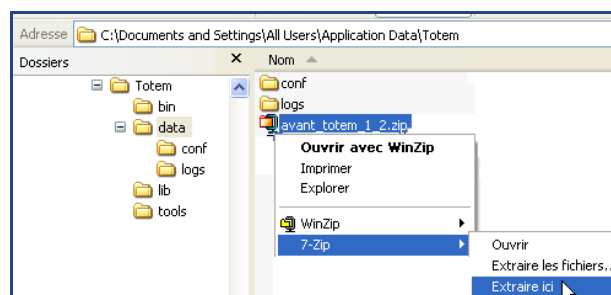 Adresse C:\Documents and Settings\All Users\Application Data\Totem
Dossiers
Nom
Totem
bin
data
conf
logs
lib
tools
conf
logs
avant_totem_1_2.zip
Ouvrir avec WinZip
Imprimer
Explorer
WinZip
7-Zip
Ouvrir
Extraire les fichiers...
Extraire ici